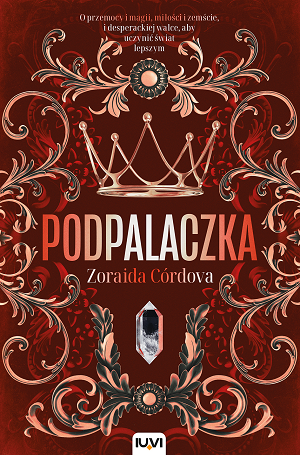 O przemocy i magii, miłości i zemście,
i desperackiej walce, aby
uczynić świat
lepszym
PODPALACZKA
Zoraida Córdova
IUVI